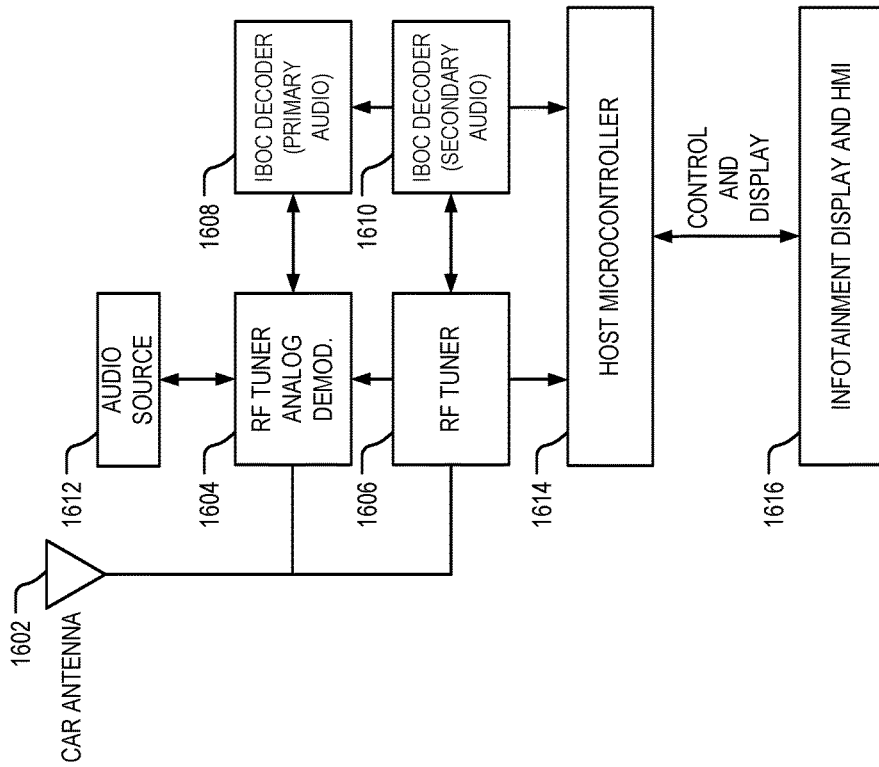 1602
CAR ANTENNA
1612
AUDIO
SOURCE
1604
RF TUNER
ANALOG
DEMOD.
1608
IBOC DECODER
(PRIMARY
AUDIO)
1606
RF TUNER
1610
IBOC DECODER
(SECONDARY
AUDIO)
1614
HOST MICROCONTROLLER
CONTROL
AND
DISPLAY
1616
INFOTAINMENT DISPLAY AND HMI